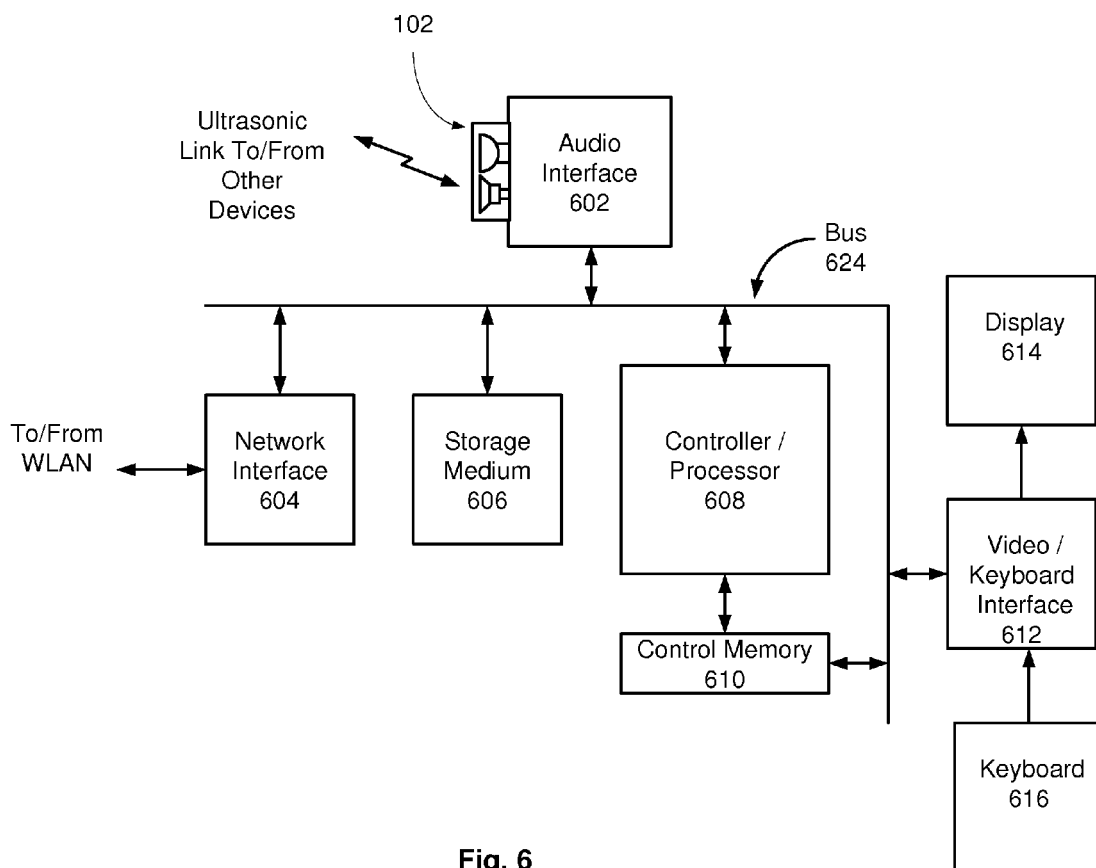 102
Ultrasonic
Link To/From
Other
Devices
Audio
Interface
602
Bus
624
Display
614
To/From
WLAN
Network
Interface
604
Storage
Medium
606
Controller /
Processor
608
Video /
Keyboard
Interface
612
Control Memory
610
Keyboard
616
Fig. 6